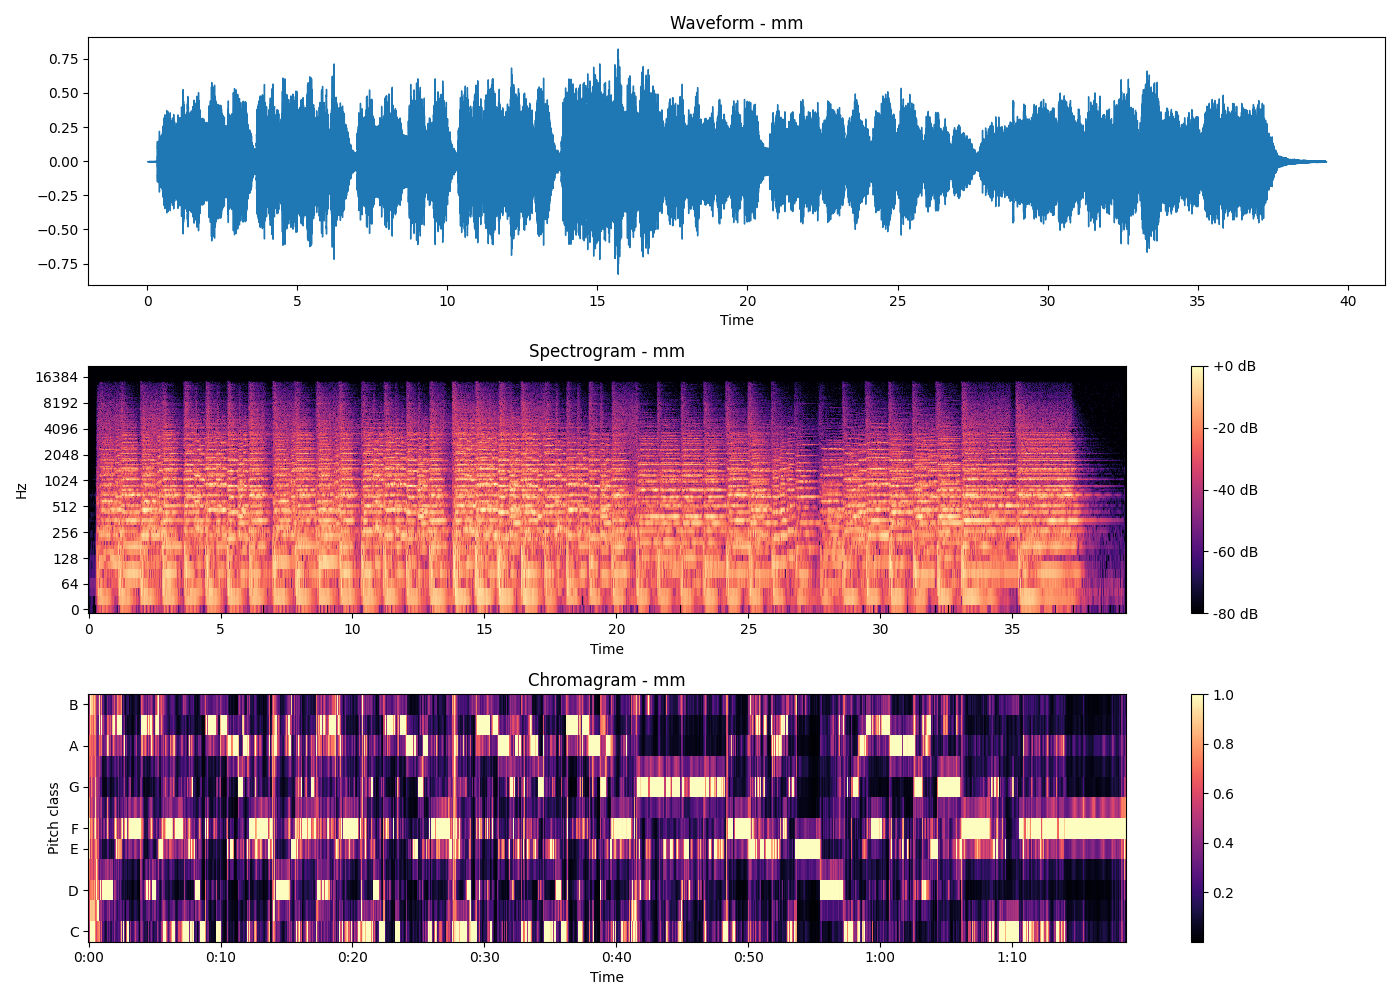 Waveform - mm
0.75
0.50
0.25
0.00
−0.25
−0.50
−0.75
0 5 10 15 20 25 30 35 40
Time
Spectrogram - mm
16384
8192
4096
2048
1024
512
256
128
64
0
Hz
0 5 10 15 20 25 30 35
Time
+0 dB
-20 dB
-40 dB
-60 dB
-80 dB
Chromagram - mm
B
A
G
F
E
D
C
Pitch class
0:00 0:10 0:20 0:30 0:40 0:50 1:00 1:10
Time
1.0
0.8
0.6
0.4
0.2